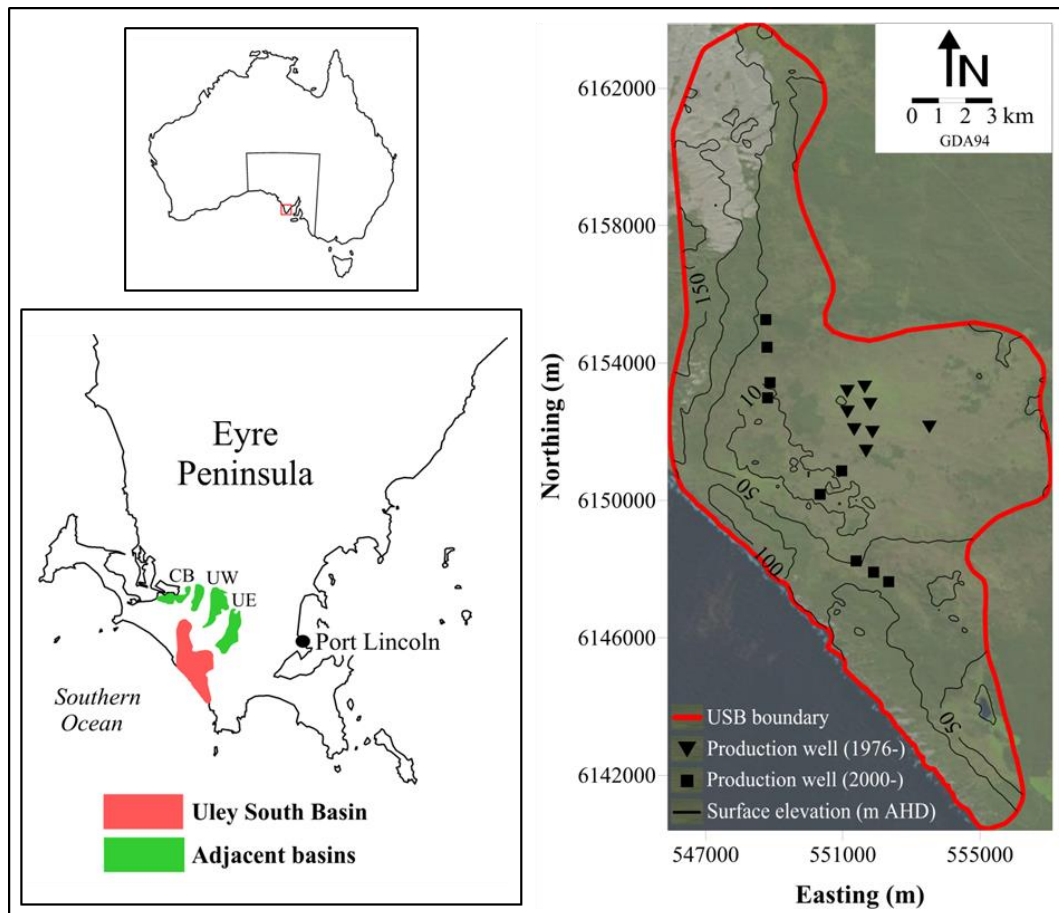 Eyre
Peninsula
CB
UW
UE
Port Lincoln
Southern
Ocean
Uley South Basin
Adjacent basins
N
0 1 2 3 km
GDA94
Northing (m)
6162000
6158000
6154000
6150000
6146000
6142000
150
10
50
100
50
USB boundary
Production well (1976-)
Production well (2000-)
Surface elevation (m AHD)
547000 551000 555000
Easting (m)